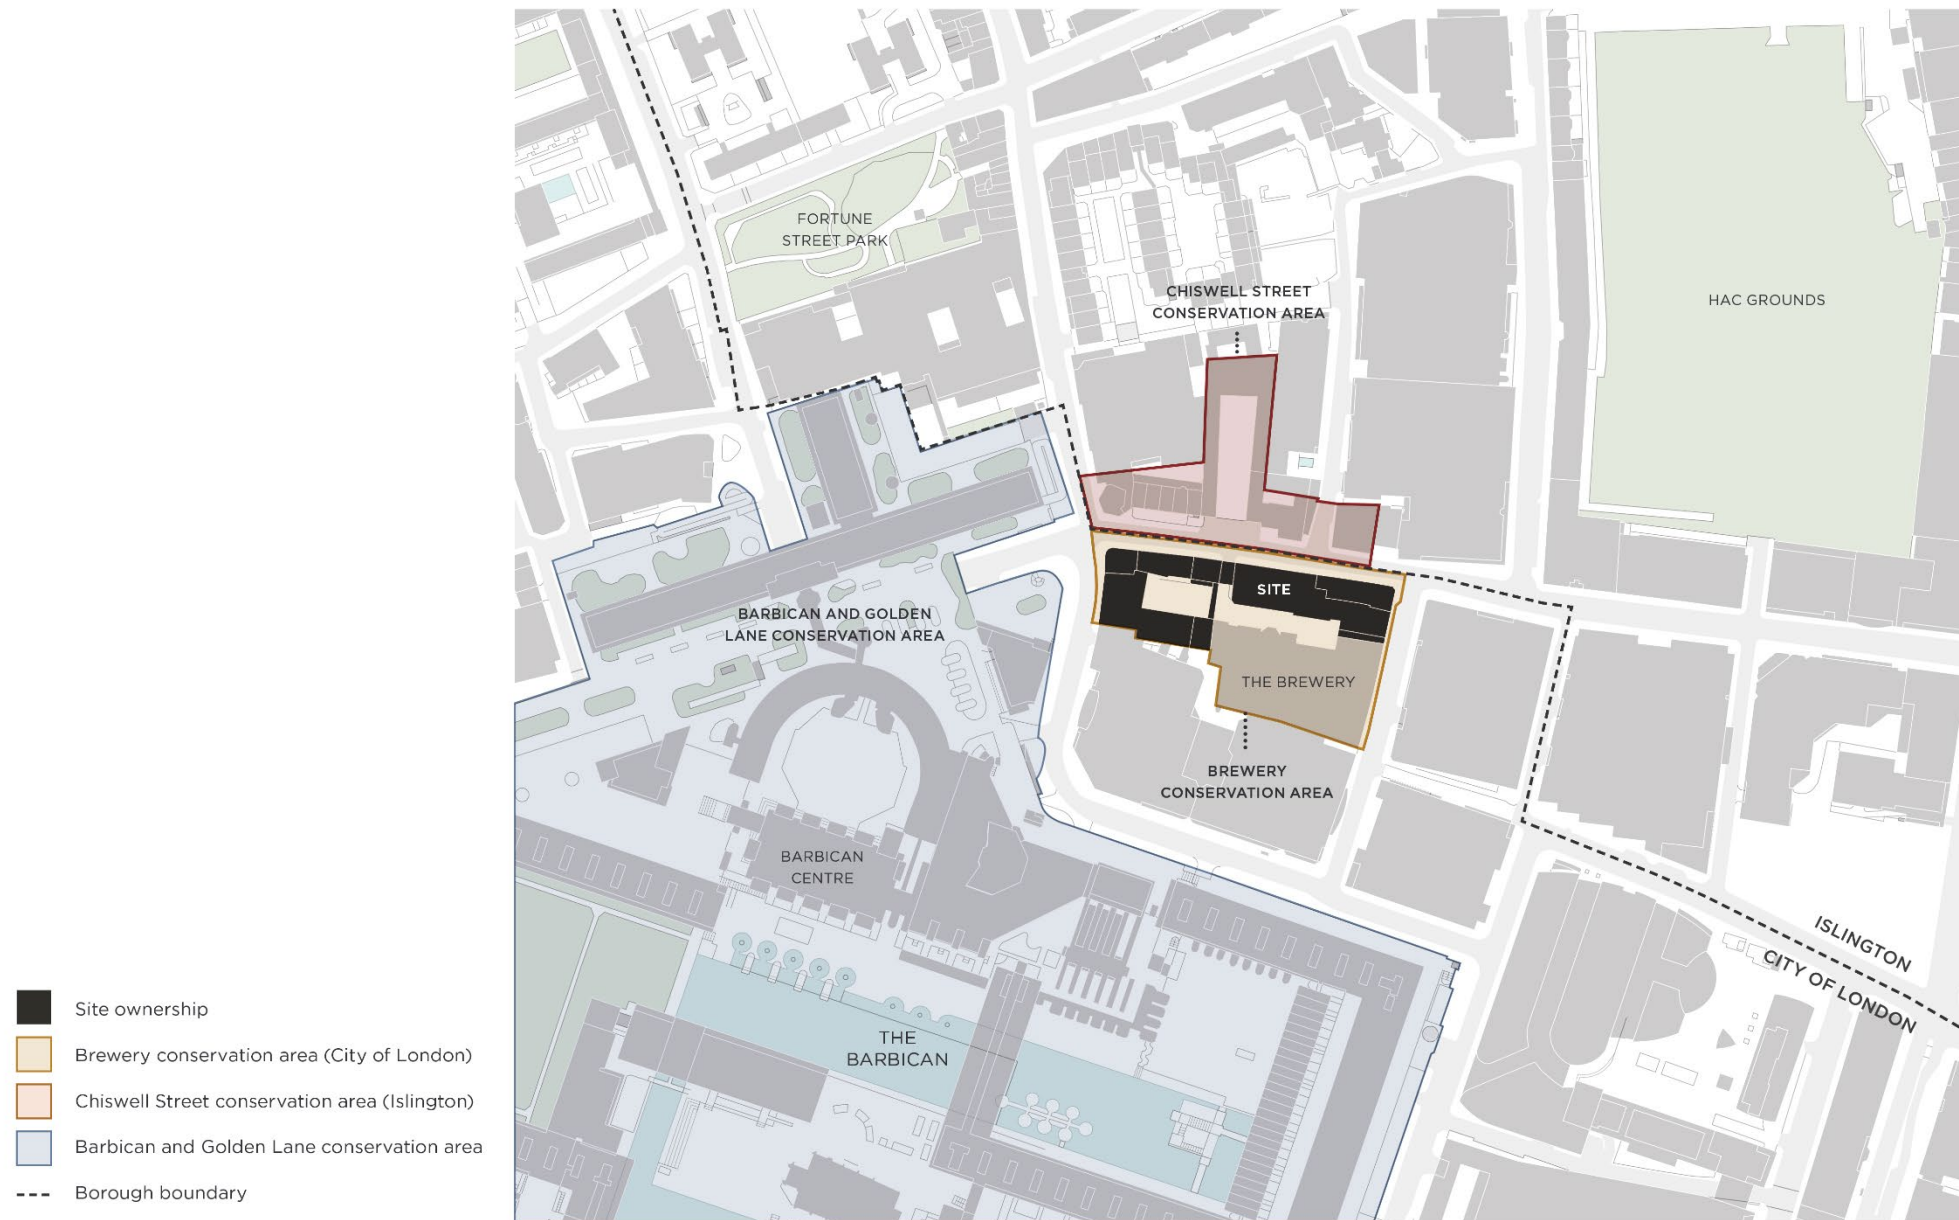 FORTUNE
STREET PARK
CHISWELL STREET
CONSERVATION AREA
HAC GROUNDS
SITE
BARBICAN AND GOLDEN
LANE CONSERVATION AREA
THE BREWERY
BREWERY
CONSERVATION AREA
BARBICAN
CENTRE
ISLINGTON
CITY OF LONDON
THE
BARBICAN
Site ownership
Brewery conservation area (City of London)
Chiswell Street conservation area (Islington)
Barbican and Golden Lane conservation area
Borough boundary